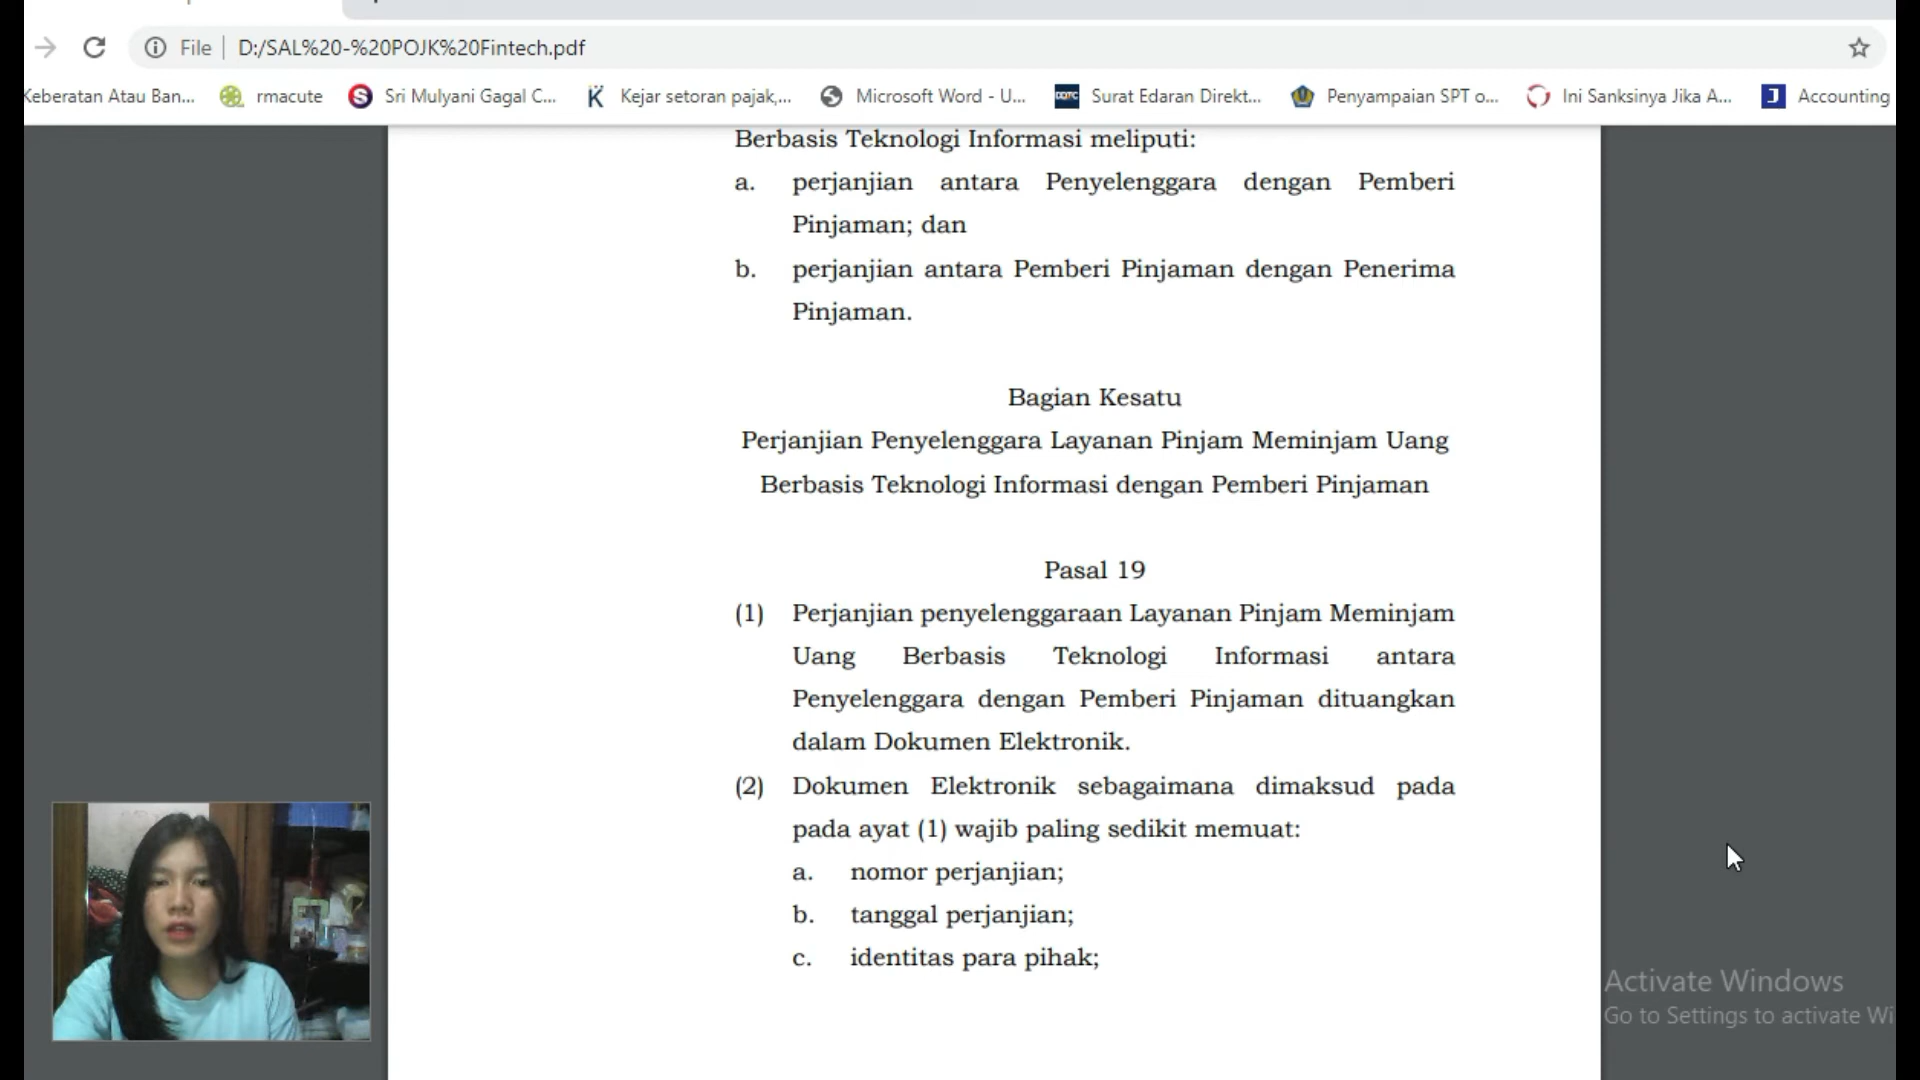 File | D:/SAL%20-%20POJK%20Fintech.pdf
Keberatan Atau Ban... rmacute Sri Mulyani Gagal C... Kejar setoran pajak,... Microsoft Word - U... DDTC Surat Edaran Direkt... Penyampaian SPT o... Ini Sanksinya Jika A... Accounting
Berbasis Teknologi Informasi meliputi:
a. perjanjian antara Penyelenggara dengan Pemberi
Pinjaman; dan
b. perjanjian antara Pemberi Pinjaman dengan Penerima
Pinjaman.
Bagian Kesatu
Perjanjian Penyelenggara Layanan Pinjam Meminjam Uang
Berbasis Teknologi Informasi dengan Pemberi Pinjaman
Pasal 19
(1) Perjanjian penyelenggaraan Layanan Pinjam Meminjam
Uang Berbasis Teknologi Informasi antara
Penyelenggara dengan Pemberi Pinjaman dituangkan
dalam Dokumen Elektronik.
(2) Dokumen Elektronik sebagaimana dimaksud pada
pada ayat (1) wajib paling sedikit memuat:
a. nomor perjanjian;
b. tanggal perjanjian;
c. identitas para pihak;
Activate Windows
Go to Settings to activate Wi